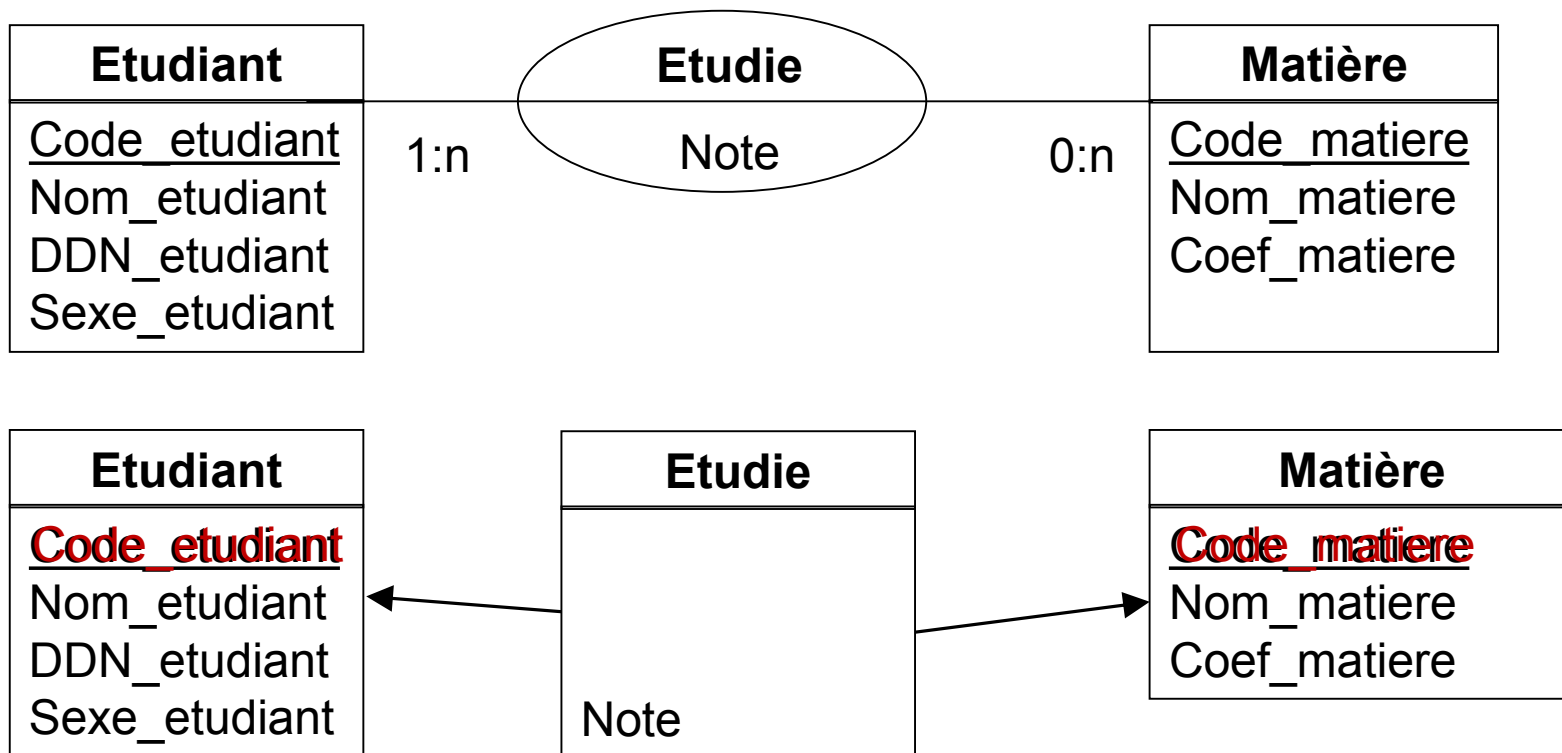 Etudiant
Code_etudiant
Nom_etudiant
DDN_etudiant
Sexe_etudiant
1:n
Etudie
Note
0:n
Matière
Code_matiere
Nom_matiere
Coef_matiere
Etudiant
Code_etudiant
Nom_etudiant
DDN_etudiant
Sexe_etudiant
Etudie
Note
Matière
Code_matiere
Nom_matiere
Coef_matiere